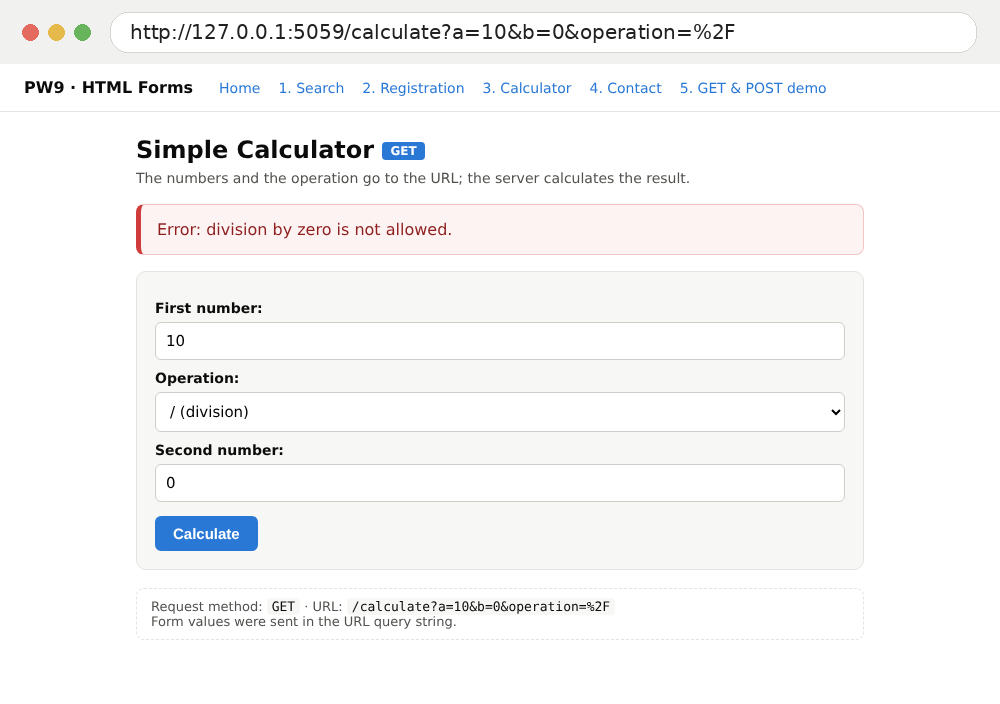 http://127.0.0.1:5059/calculate?a=10&b=0&operation=%2F
PW9 · HTML Forms Home 1. Search 2. Registration 3. Calculator 4. Contact 5. GET & POST demo
Simple Calculator GET
The numbers and the operation go to the URL; the server calculates the result.
Error: division by zero is not allowed.
First number:
10
Operation:
/ (division)
Second number:
0
Calculate
Request method: GET · URL: /calculate?a=10&b=0&operation=%2F
Form values were sent in the URL query string.